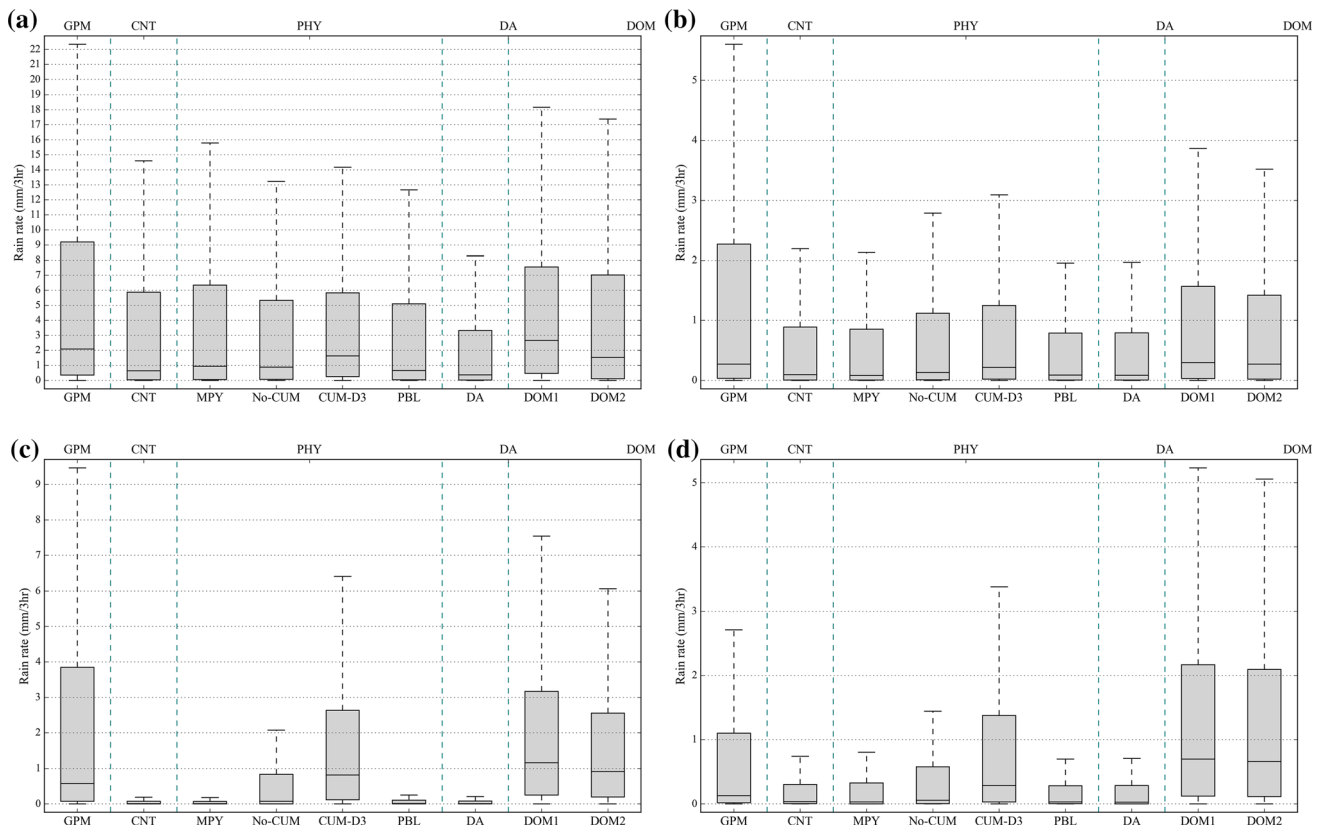 (a)
GPM CNT PHY DA DOM
22
21
20
19
18
17
16
15
14
13
12
11
10
9
8
7
6
5
4
3
2
1
0
Rain rate (mm/3hr)
GPM CNT MPY No-CUM CUM-D3 PBL DA DOM1 DOM2
(b)
GPM CNT PHY DA DOM
5
4
3
2
1
0
Rain rate (mm/3hr)
GPM CNT MPY No-CUM CUM-D3 PBL DA DOM1 DOM2
(c)
GPM CNT PHY DA DOM
9
8
7
6
5
4
3
2
1
0
Rain rate (mm/3hr)
GPM CNT MPY No-CUM CUM-D3 PBL DA DOM1 DOM2
(d)
GPM CNT PHY DA DOM
5
4
3
2
1
0
Rain rate (mm/3hr)
GPM CNT MPY No-CUM CUM-D3 PBL DA DOM1 DOM2